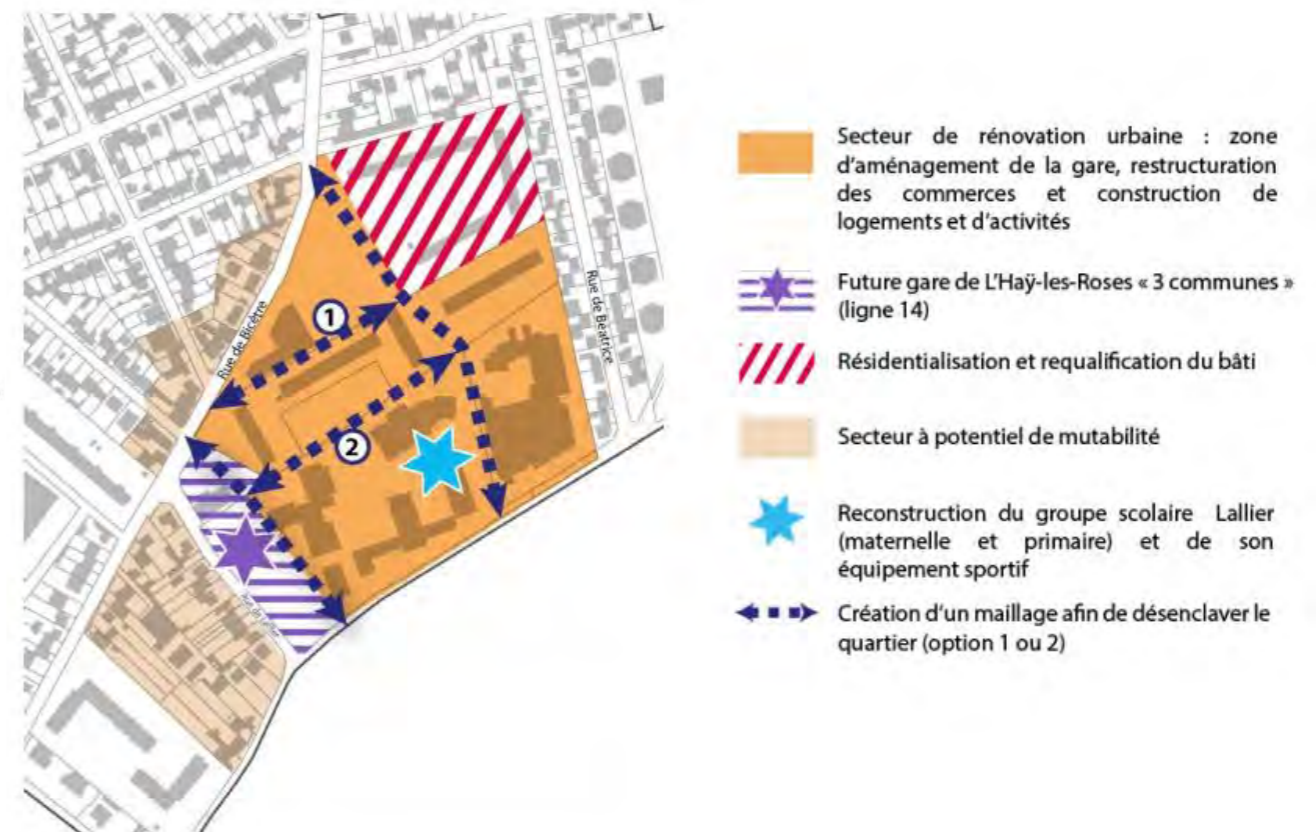 Rue de Bicêtre
Rue de Béatrice
1
2
Secteur de rénovation urbaine : zone
d'aménagement de la gare, restructuration
des commerces et construction de
logements et d'activités
Future gare de L'Haÿ-les-Roses « 3 communes »
(ligne 14)
Résidentialisation et requalification du bâti
Secteur à potentiel de mutabilité
Reconstruction du groupe scolaire Lallier
(maternelle et primaire) et de son
équipement sportif
Création d'un maillage afin de désenclaver le
quartier (option 1 ou 2)